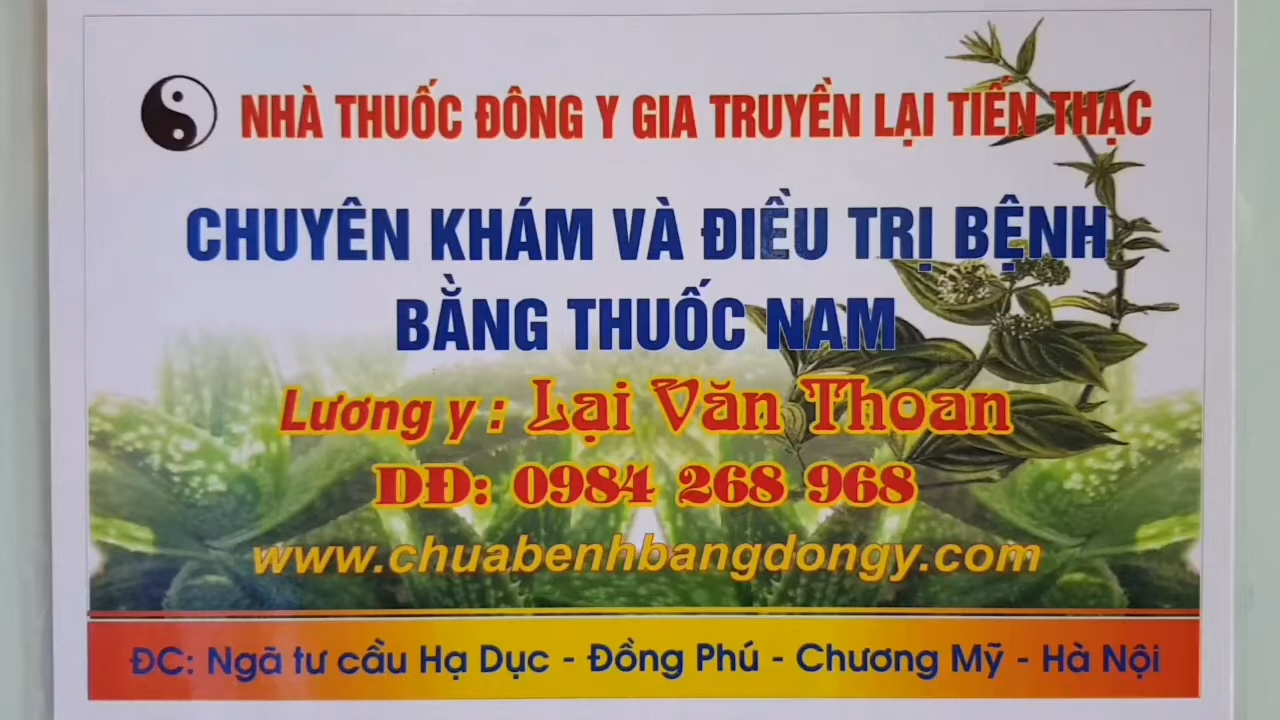 NHÀ THUỐC ĐÔNG Y GIA TRUYỀN LẠI TIẾN THẠC
CHUYÊN KHÁM VÀ ĐIỀU TRỊ BỆNH
BẰNG THUỐC NAM
Lương y : Lại Văn Thoan
DĐ: 0984 268 968
www.chuabenhbangdongy.com
ĐC: Ngã tư cầu Hạ Dục - Đồng Phú - Chương Mỹ - Hà Nội